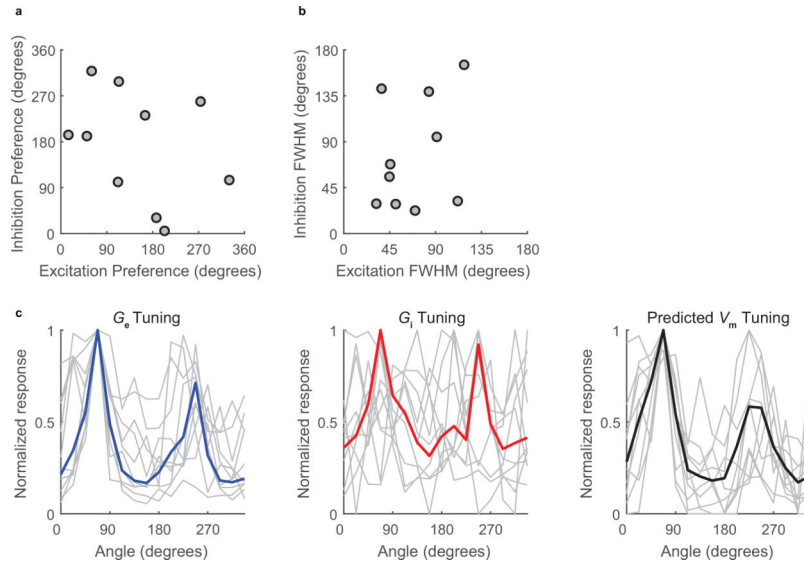 a
b
360
270
180
90
0
Inhibition Preference (degrees)
0 90 180 270 360
Excitation Preference (degrees)
180
135
90
45
0
Inhibition FWHM (degrees)
0 45 90 135 180
Excitation FWHM (degrees)
c
Ge Tuning
1
0.5
0
Normalized response
0 90 180 270
Angle (degrees)
Gi Tuning
1
0.5
0
Normalized response
0 90 180 270
Angle (degrees)
Predicted Vm Tuning
1
0.5
0
Normalized response
0 90 180 270
Angle (degrees)